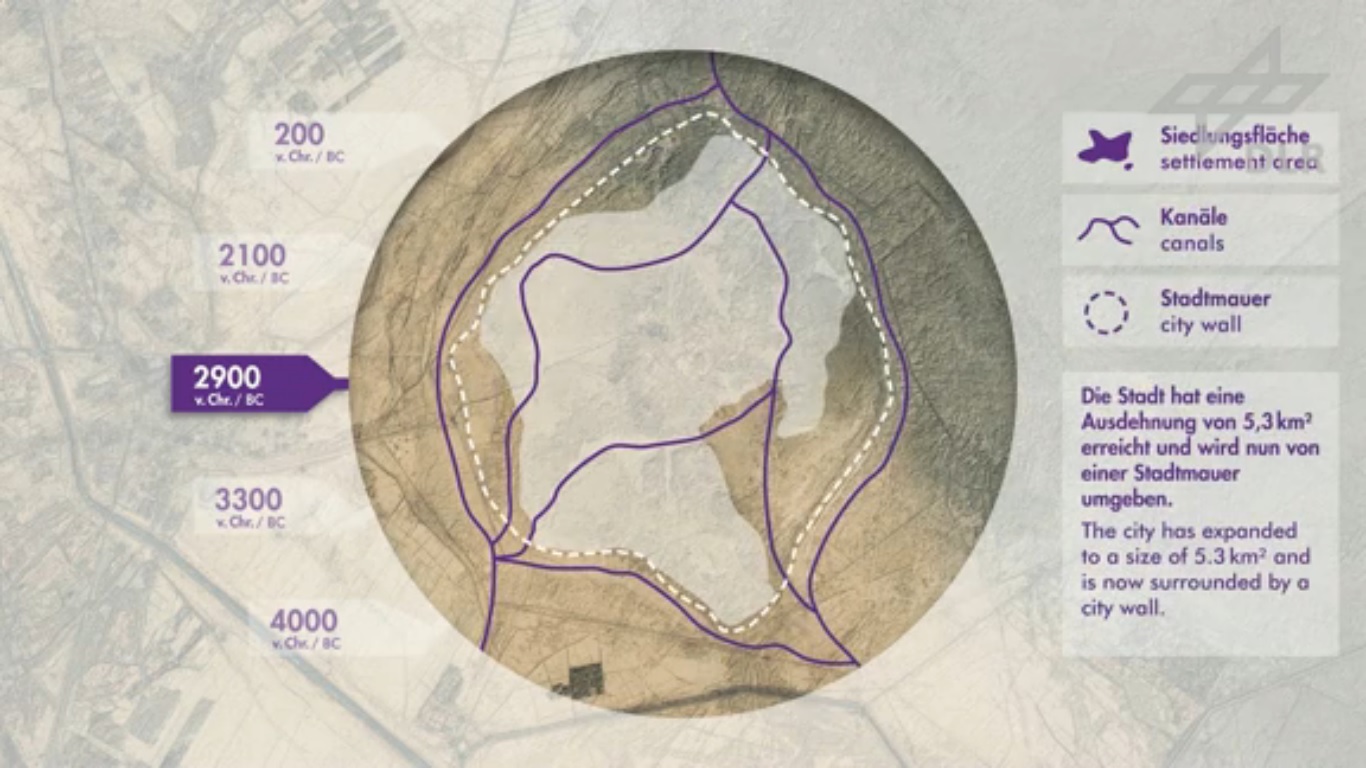 200
v. Chr. / BC
2100
v. Chr. / BC
2900
v. Chr. / BC
3300
v. Chr. / BC
4000
v. Chr. / BC
Siedlungsfläche
settlement area
DLR
Kanäle
canals
Stadtmauer
city wall
Die Stadt hat eine
Ausdehnung von 5,3 km²
erreicht und wird nun von
einer Stadtmauer
umgeben.
The city has expanded
to a size of 5.3 km² and
is now surrounded by a
city wall.